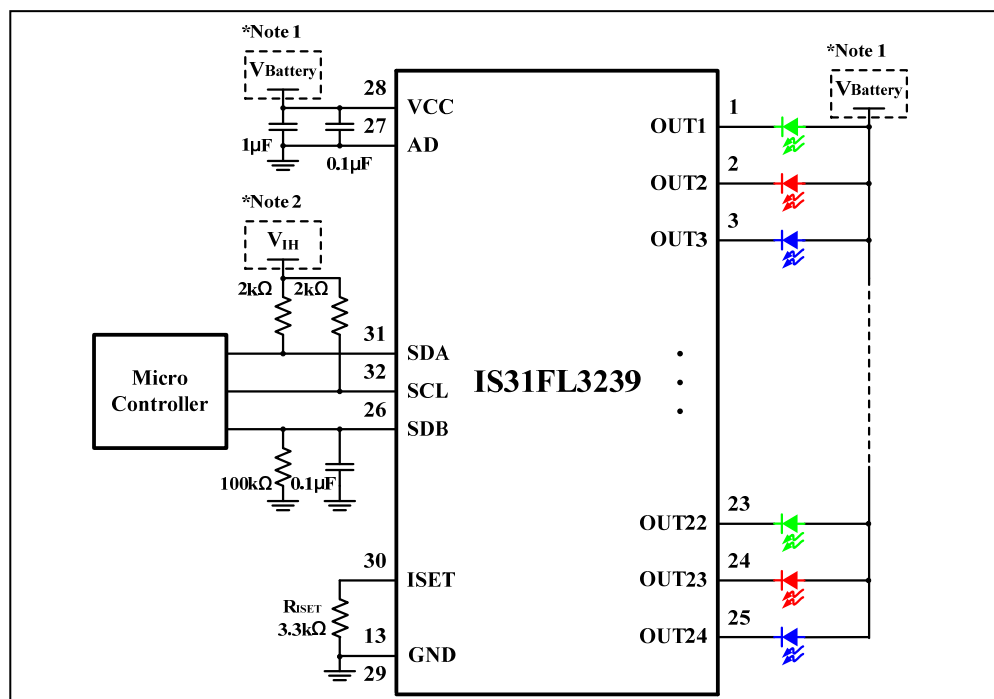 *Note 1
VBattery
28
VCC
27
AD
1µF
0.1µF
*Note 2
VIH
2kΩ
2kΩ
31
SDA
32
SCL
26
SDB
Micro
Controller
100kΩ
0.1µF
30
ISET
RISET
3.3kΩ
13
GND
29
IS31FL3239
*Note 1
VBattery
1
OUT1
2
OUT2
3
OUT3
23
OUT22
24
OUT23
25
OUT24